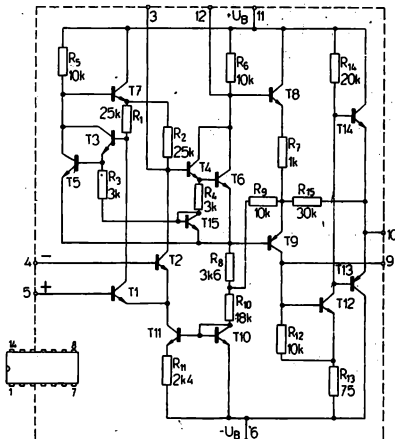 3 12 +UB 11
R5 10k
T7
R6 10k
T8
R14 20k
25k R1
T14
T3
R2 25k
R7 1k
T4
T6
T5
R3 3k
R4 3k
R9 10k
R15 30k
T15
10
T9
4 −
T2
R8 3k6
9
5 +
T1
T13
R10 18k
T12
T11
T10
R12 10k
14 8
R11 2k4
R13 75
1 7
-UB 6